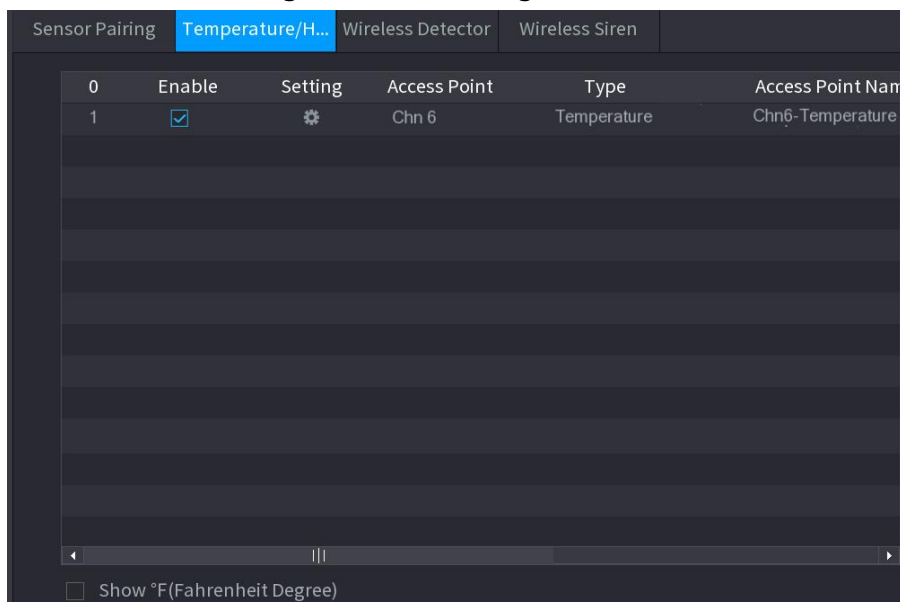 Sensor Pairing Temperature/H... Wireless Detector Wireless Siren
0 Enable Setting Access Point Type Access Point Nam
1 Chn 6 Temperature Chn6-Temperature
Show °F(Fahrenheit Degree)